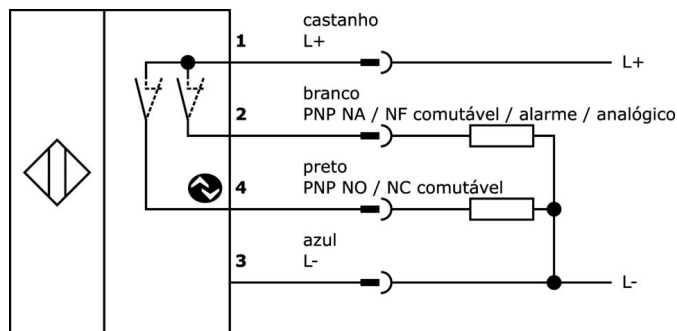 castanho
1 L+ L+
branco
2 PNP NA / NF comutável / alarme / analógico
preto
4 PNP NO / NC comutável
azul
3 L- L-